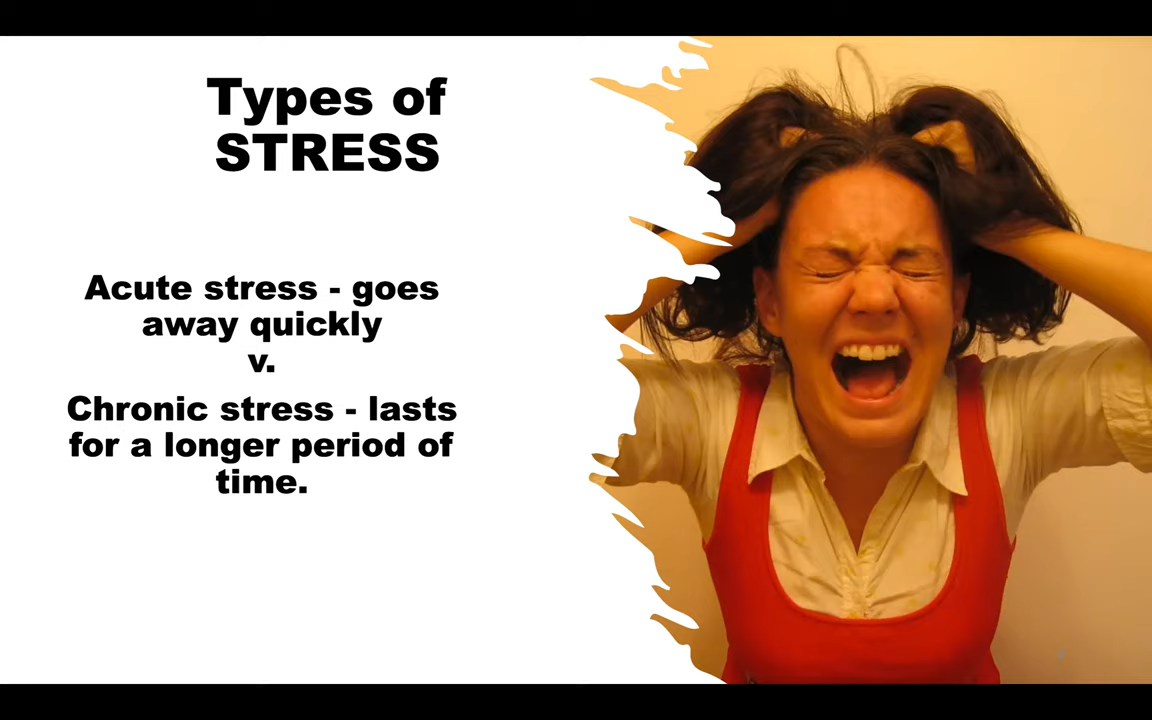 Types of
STRESS
Acute stress - goes
away quickly
v.
Chronic stress - lasts
for a longer period of
time.